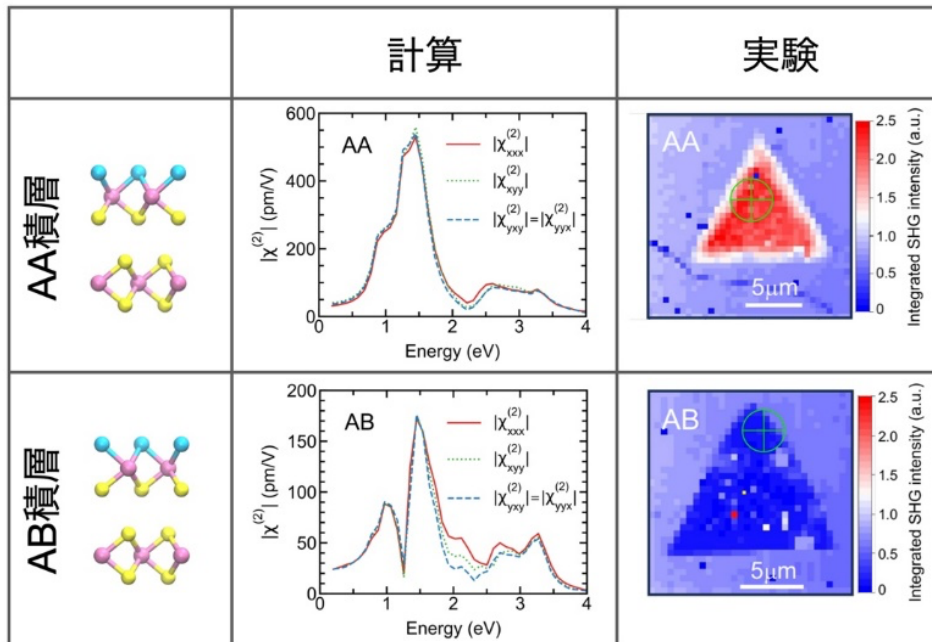 計算
実験
AA積層
AA
|χ(2)xxx|
|χ(2)xyy|
|χ(2)yxy|=|χ(2)yyx|
|χ(2)| (pm/V)
600
400
200
0
0
1
2
3
4
Energy (eV)
AA
5μm
2.5
2.0
1.5
1.0
0.5
0
Integrated SHG intensity (a.u.)
AB積層
AB
|χ(2)xxx|
|χ(2)xyy|
|χ(2)yxy|=|χ(2)yyx|
|χ(2)| (pm/V)
200
150
100
50
0
0
1
2
3
4
Energy (eV)
AB
5μm
2.5
2.0
1.5
1.0
0.5
0
Integrated SHG intensity (a.u.)